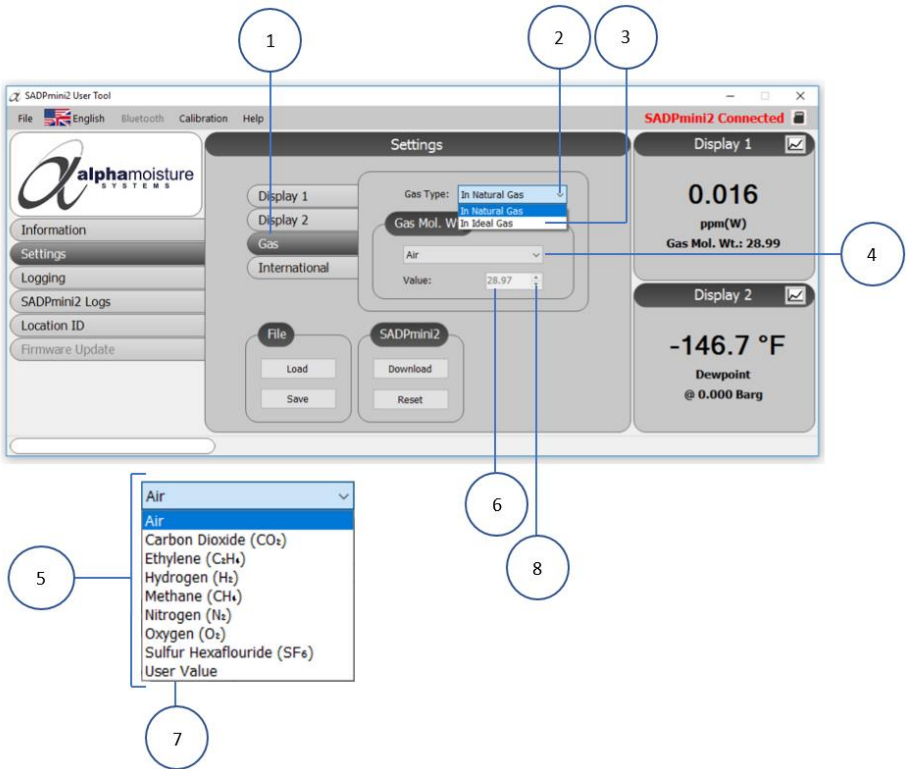 1
2
3
SADPmini2 User Tool
File English Bluetooth Calibration Help
SADPmini2 Connected
alphamoisture
SYSTEMS
Information
Settings
Logging
SADPmini2 Logs
Location ID
Firmware Update
Settings
Display 1
Display 2
Gas
International
Gas Type: In Natural Gas
In Natural Gas
In Ideal Gas
Gas Mol. W
Air
Value: 28.97
File
Load
Save
SADPmini2
Download
Reset
Display 1
0.016
ppm(W)
Gas Mol. Wt.: 28.99
Display 2
-146.7 °F
Dewpoint
@ 0.000 Barg
4
6
8
5
Air
Air
Carbon Dioxide (CO₂)
Ethylene (C₂H₄)
Hydrogen (H₂)
Methane (CH₄)
Nitrogen (N₂)
Oxygen (O₂)
Sulfur Hexaflouride (SF₆)
User Value
7